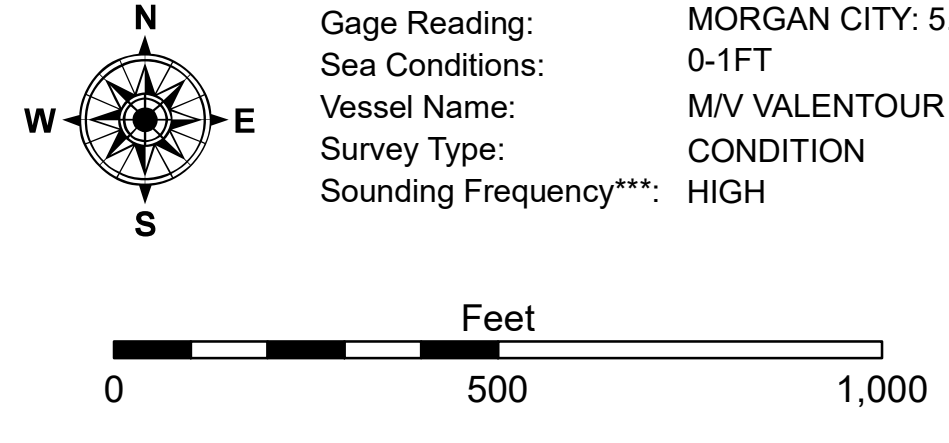 N
W E
S
Gage Reading: MORGAN CITY: 5.
Sea Conditions: 0-1FT
Vessel Name: M/V VALENTOUR
Survey Type: CONDITION
Sounding Frequency***: HIGH
Feet
0 500 1,000